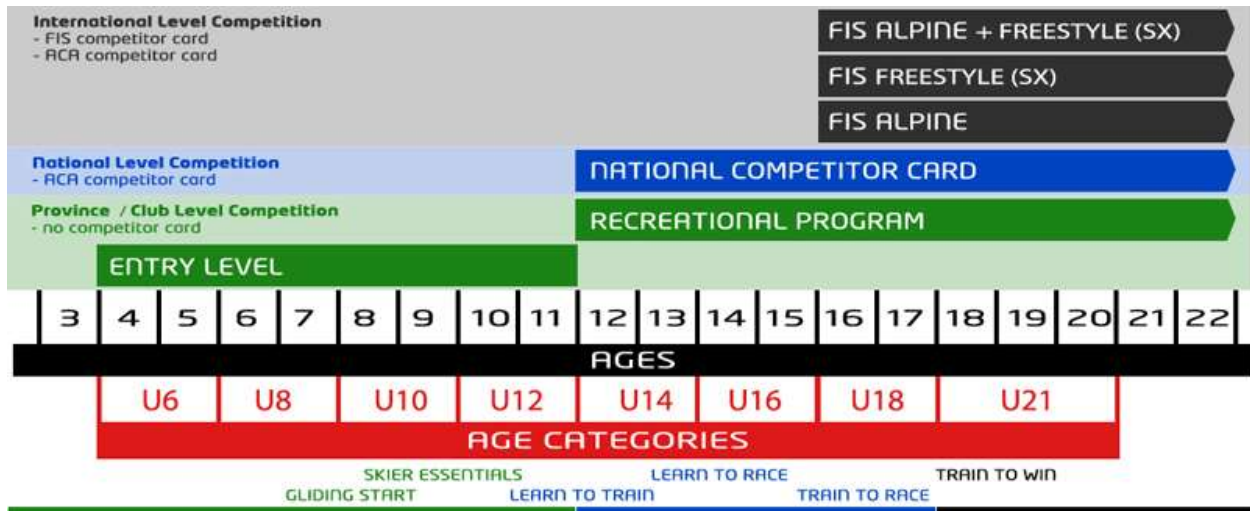 International Level Competition
- FIS competitor card
- ACA competitor card
FIS ALPINE + FREESTYLE (SX)
FIS FREESTYLE (SX)
FIS ALPINE
National Level Competition
- ACA competitor card
NATIONAL COMPETITOR CARD
Province / Club Level Competition
- no competitor card
RECREATIONAL PROGRAM
ENTRY LEVEL
3 4 5 6 7 8 9 10 11 12 13 14 15 16 17 18 19 20 21 22
AGES
U6 U8 U10 U12 U14 U16 U18 U21
AGE CATEGORIES
SKIER ESSENTIALS LEARN TO RACE TRAIN TO WIN
GLIDING START LEARN TO TRAIN TRAIN TO RACE